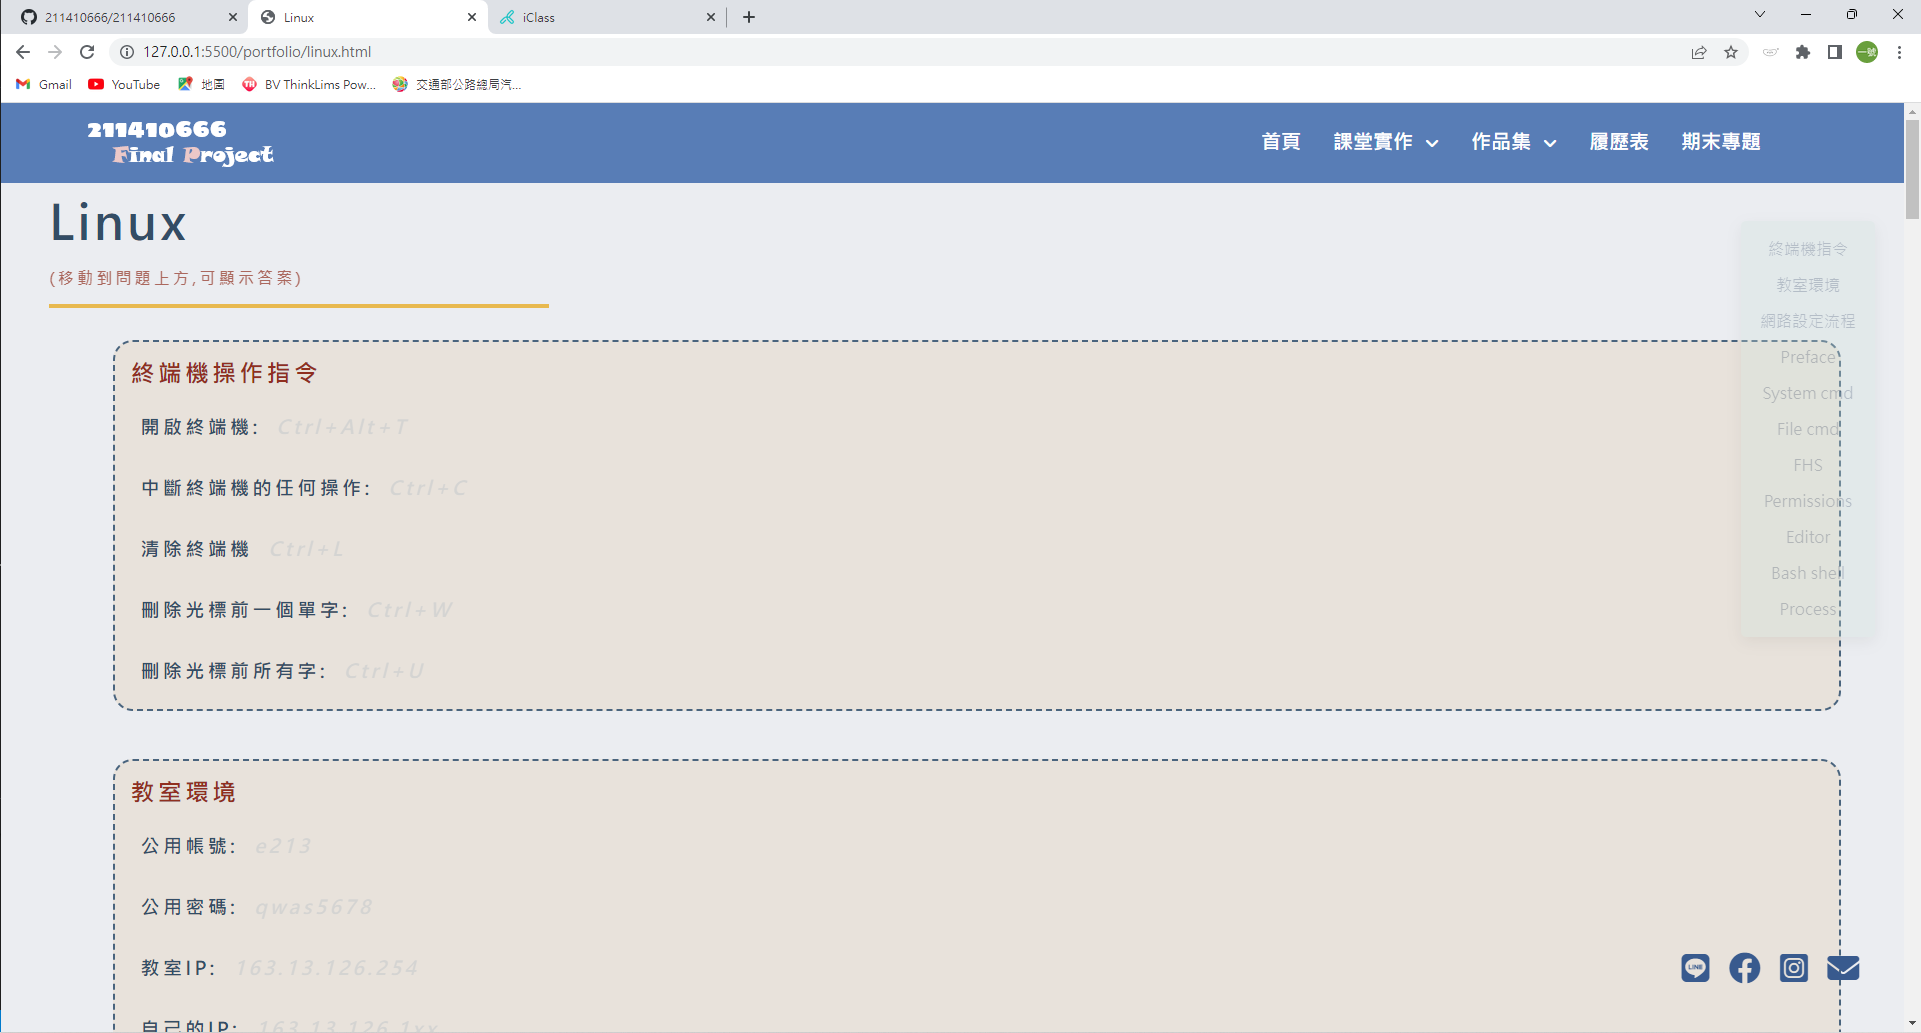 211410666/211410666
Linux
iClass
127.0.0.1:5500/portfolio/linux.html
一號
Gmail
YouTube
地圖
BV ThinkLims Pow...
交通部公路總局汽...
211410666
Final Project
首頁
課堂實作
作品集
履歷表
期末專題
Linux
(移動到問題上方,可顯示答案)
終端機操作指令
開啟終端機: Ctrl+Alt+T
中斷終端機的任何操作: Ctrl+C
清除終端機 Ctrl+L
刪除光標前一個單字: Ctrl+W
刪除光標前所有字: Ctrl+U
教室環境
公用帳號: e213
公用密碼: qwas5678
教室IP: 163.13.126.254
自己的IP: 163.13.126.1xx
終端機指令
教室環境
網路設定流程
Preface
System cmd
File cmd
FHS
Permissions
Editor
Bash shell
Process
LINE